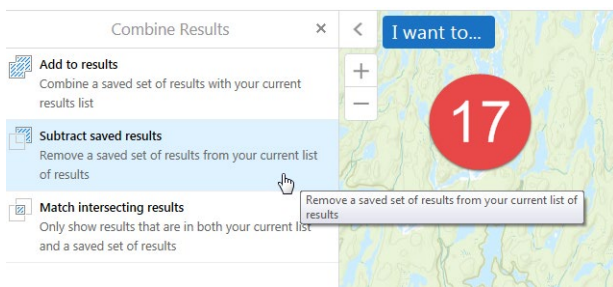 Combine Results ×
Add to results
Combine a saved set of results with your current
results list
Subtract saved results
Remove a saved set of results from your current list
of results
Match intersecting results
Only show results that are in both your current list
and a saved set of results
I want to...
+
−
17
Remove a saved set of results from your current list of
results